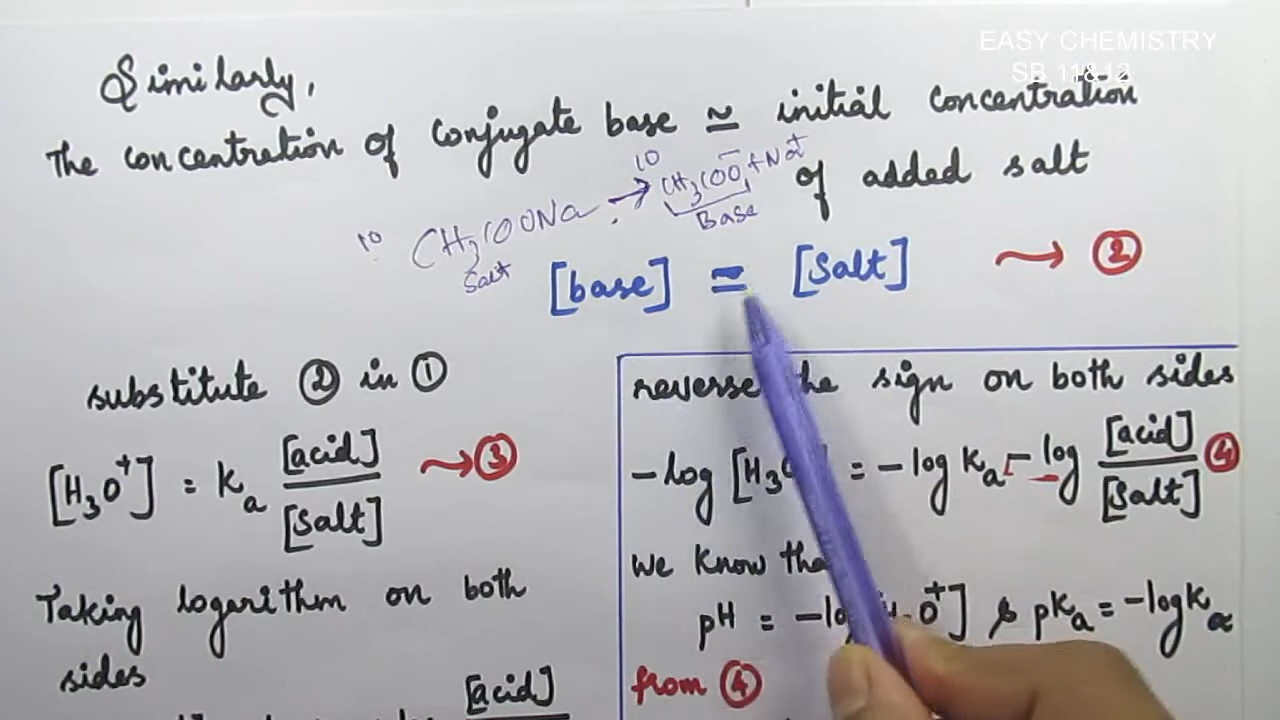 EASY CHEMISTRY
SB 11&12
Similarly,
The concentration of conjugate base ≃ initial concentration
of added salt
10 CH₃COONa → 10 CH₃COO⁻ + Na⁺
Salt
Base
[base] ≃ [salt] ⟿ ②
substitute ② in ①
[H₃O⁺] = Kₐ [acid]/[salt] ⟿ ③
Taking logarithm on both
sides
[acid]
reverse the sign on both sides
-log [H₃O = -log Kₐ - log [acid]/[salt] ④
We know
pH = -log O⁺] & pKₐ = -log Kₐ
from ④